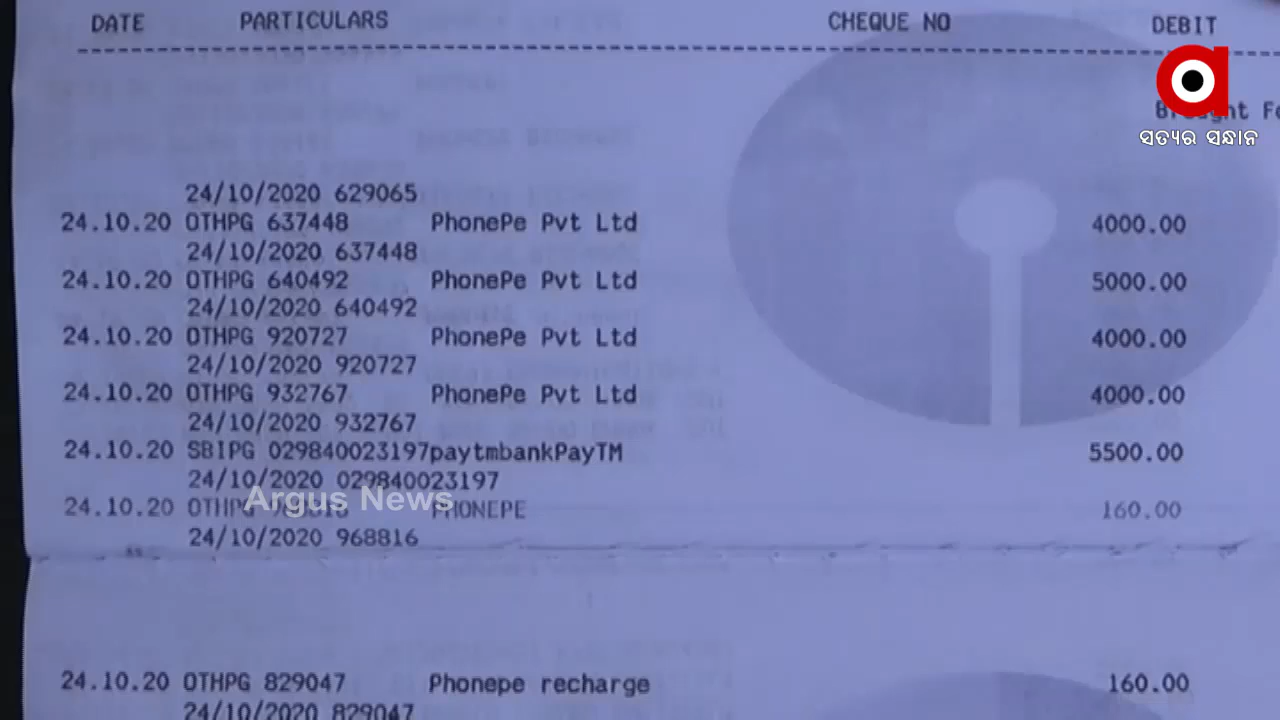 DATE PARTICULARS CHEQUE NO DEBIT
Brought Fo
ସତ୍ୟର ସନ୍ଧାନ
24/10/2020 629065
24.10.20 OTHPG 637448 PhonePe Pvt Ltd 4000.00
24/10/2020 637448
24.10.20 OTHPG 640492 PhonePe Pvt Ltd 5000.00
24/10/2020 640492
24.10.20 OTHPG 920727 PhonePe Pvt Ltd 4000.00
24/10/2020 920727
24.10.20 OTHPG 932767 PhonePe Pvt Ltd 4000.00
24/10/2020 932767
24.10.20 SBIPG 029840023197paytmbankPayTM 5500.00
24/10/2020 029840023197
Argus News
24.10.20 OTHPG 968816 PHONEPE 160.00
24/10/2020 968816
24.10.20 OTHPG 829047 Phonepe recharge 160.00
24/10/2020 829047